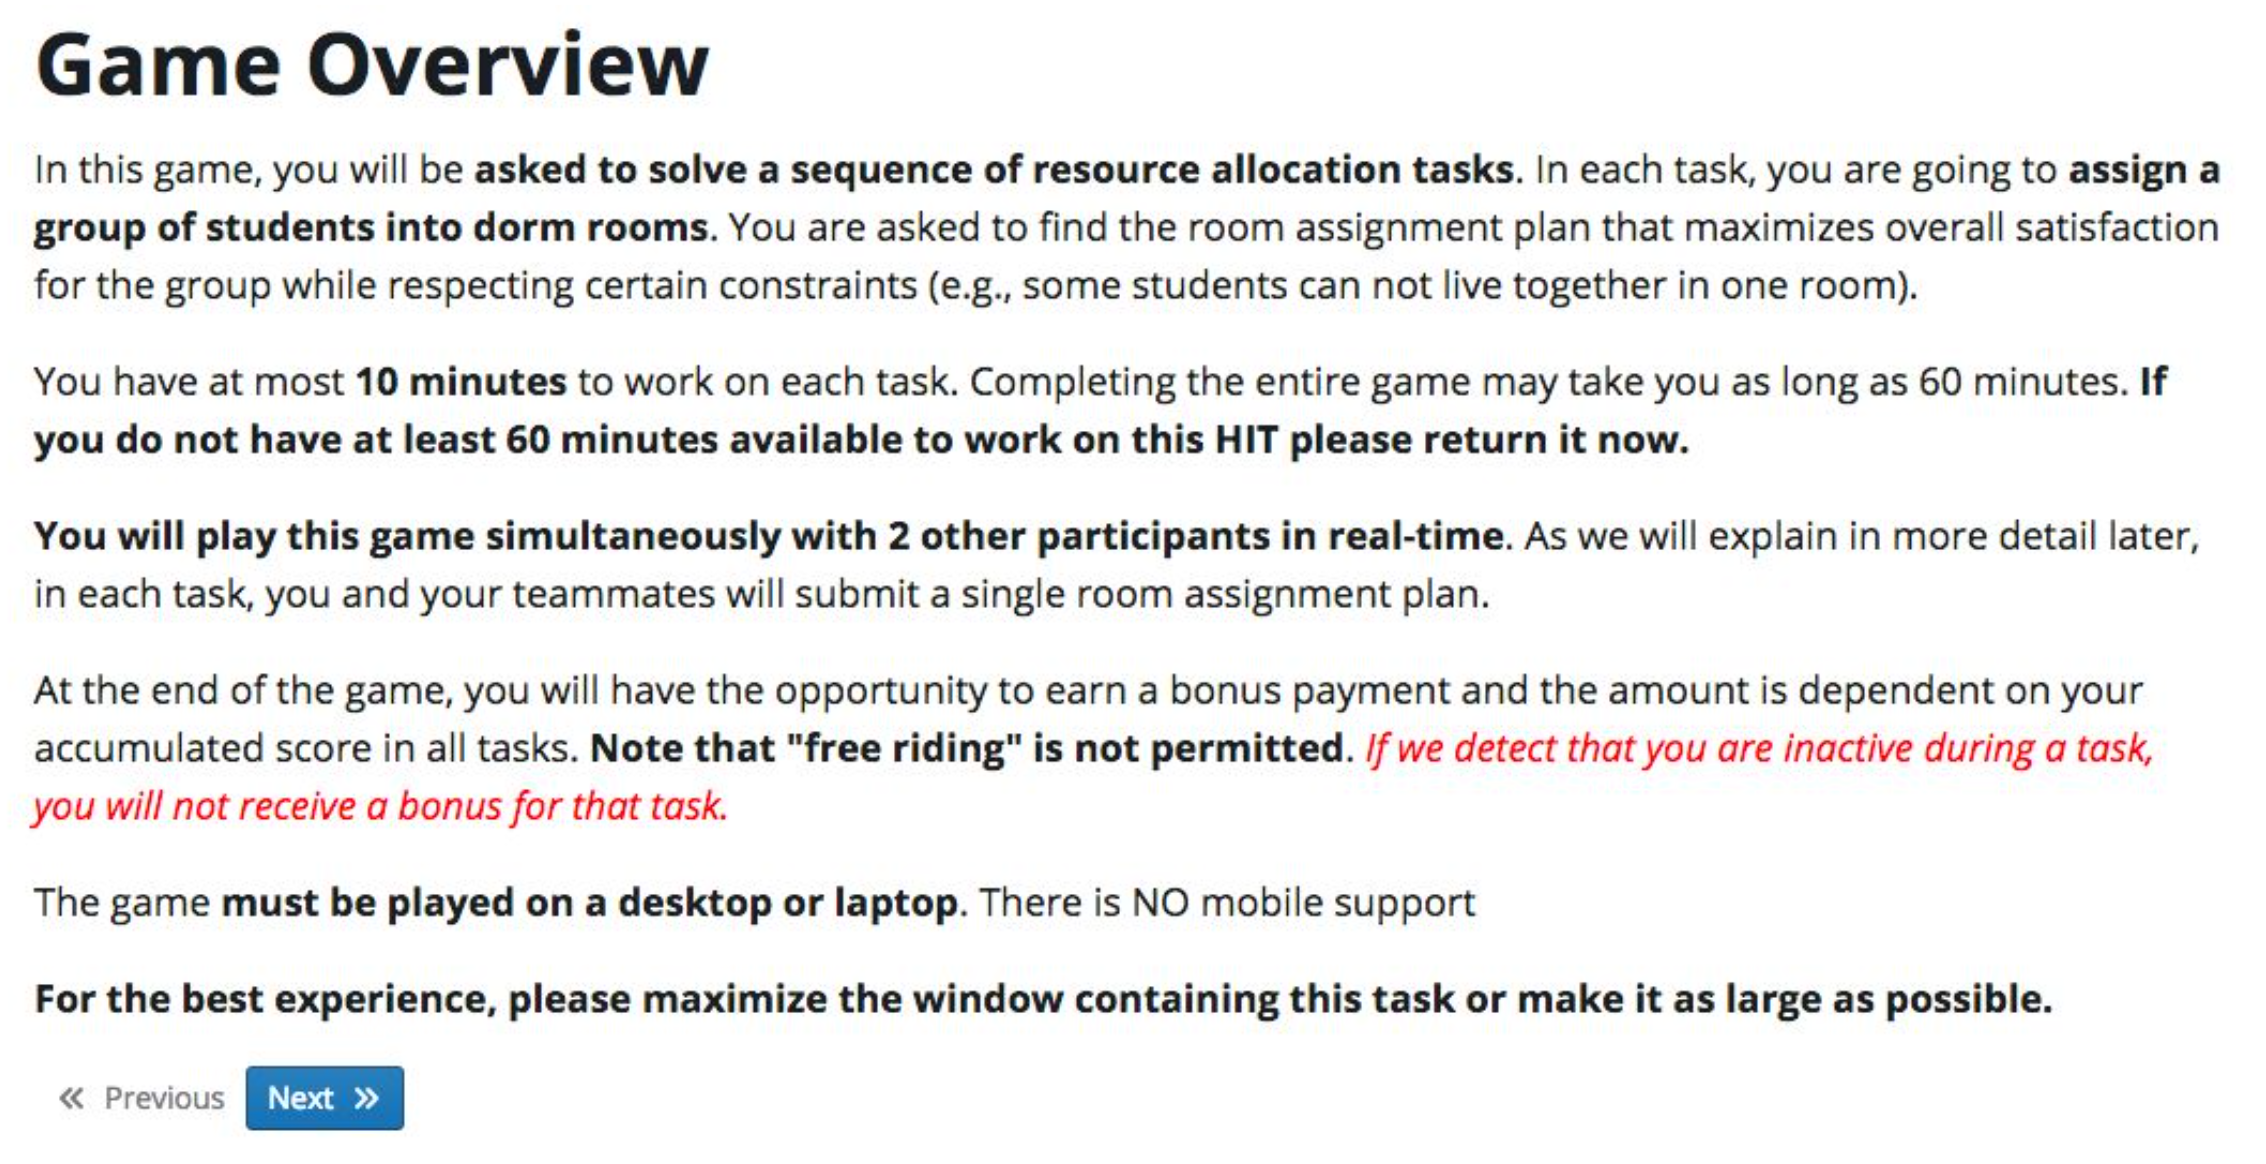 Game Overview
In this game, you will be asked to solve a sequence of resource allocation tasks. In each task, you are going to assign a
group of students into dorm rooms. You are asked to find the room assignment plan that maximizes overall satisfaction
for the group while respecting certain constraints (e.g., some students can not live together in one room).
You have at most 10 minutes to work on each task. Completing the entire game may take you as long as 60 minutes. If
you do not have at least 60 minutes available to work on this HIT please return it now.
You will play this game simultaneously with 2 other participants in real-time. As we will explain in more detail later,
in each task, you and your teammates will submit a single room assignment plan.
At the end of the game, you will have the opportunity to earn a bonus payment and the amount is dependent on your
accumulated score in all tasks. Note that "free riding" is not permitted. If we detect that you are inactive during a task,
you will not receive a bonus for that task.
The game must be played on a desktop or laptop. There is NO mobile support
For the best experience, please maximize the window containing this task or make it as large as possible.
« Previous Next »